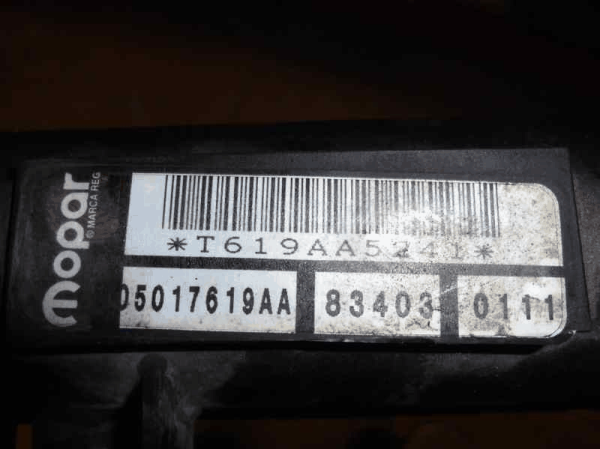 mopar
® MARCA REG
*T619AA5241*
05017619AA 83403 0111